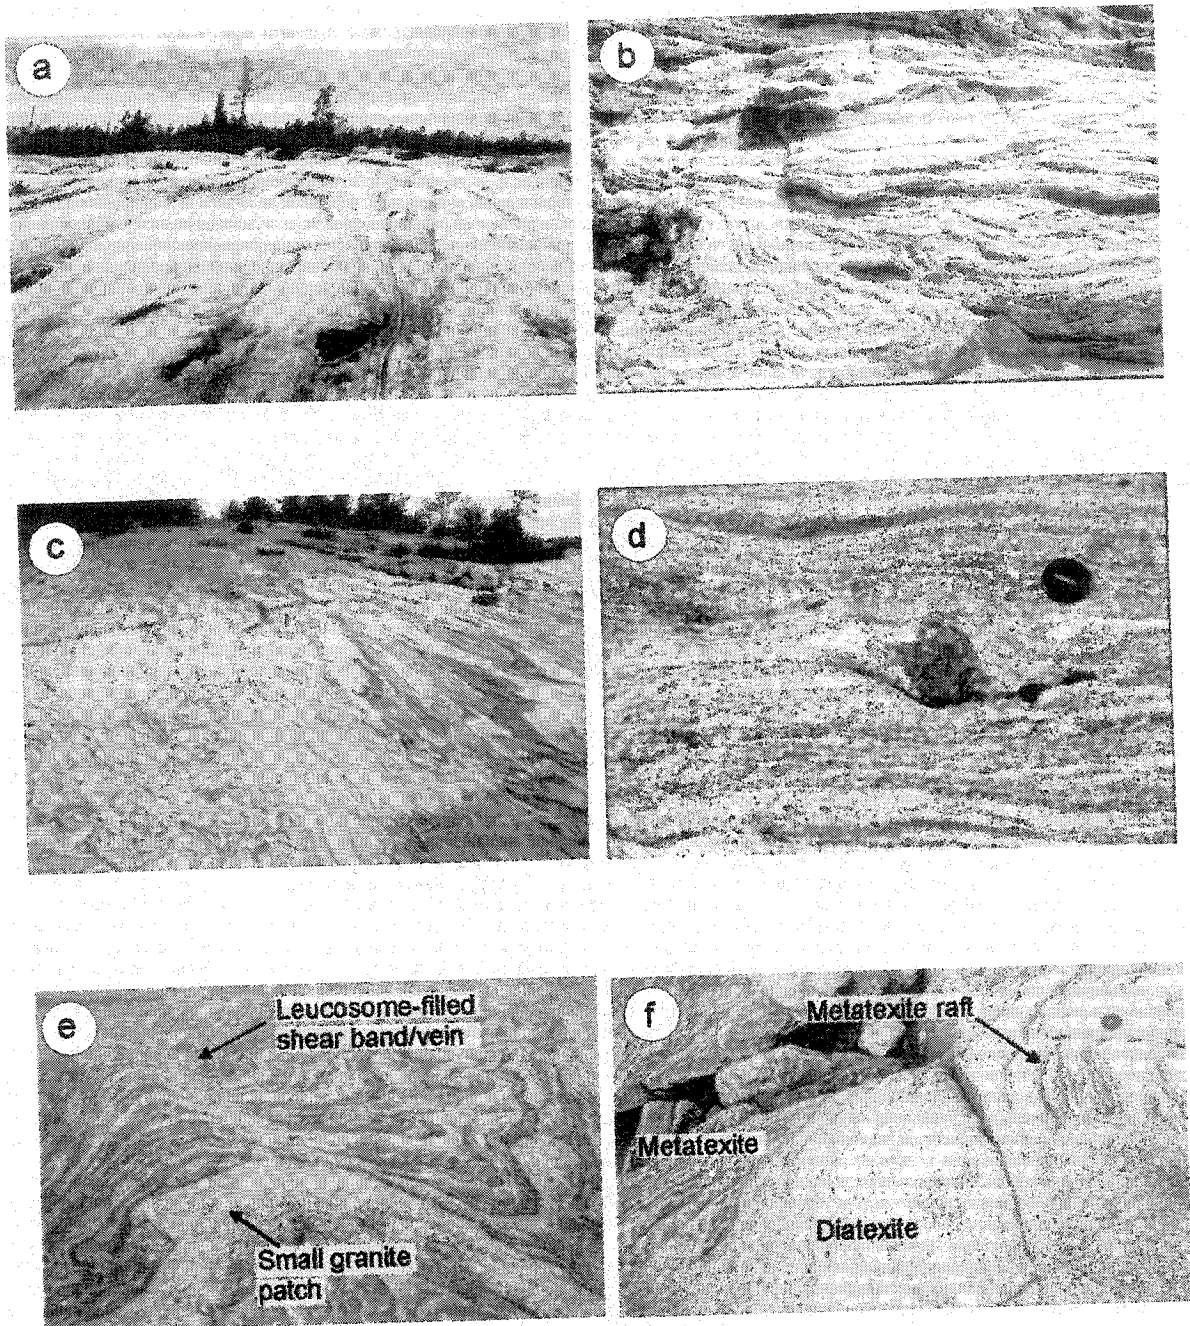 a
b
c
d
e
Leucosome-filled
shear band/vein
Small granite
patch
f
Metatexite raft
Metatexite
Diatexite